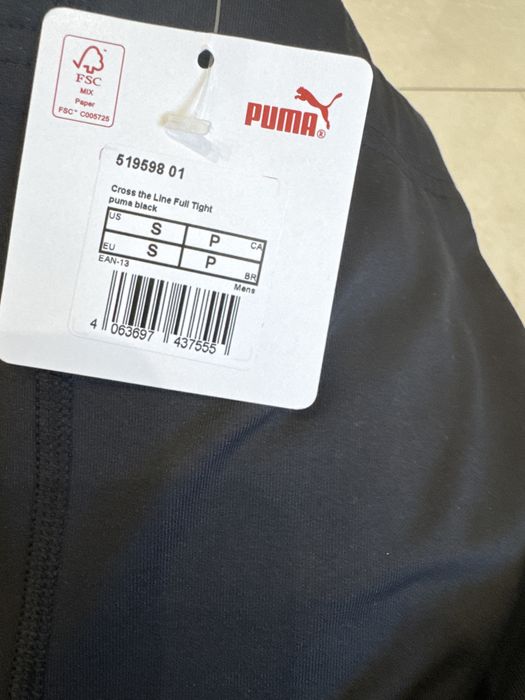 FSC
MIX
Paper
FSC™ C005725
PUMA®
519598 01
Cross the Line Full Tight
puma black
US S P CA
EU S P BR
EAN-13
Mens
4 063697 437555